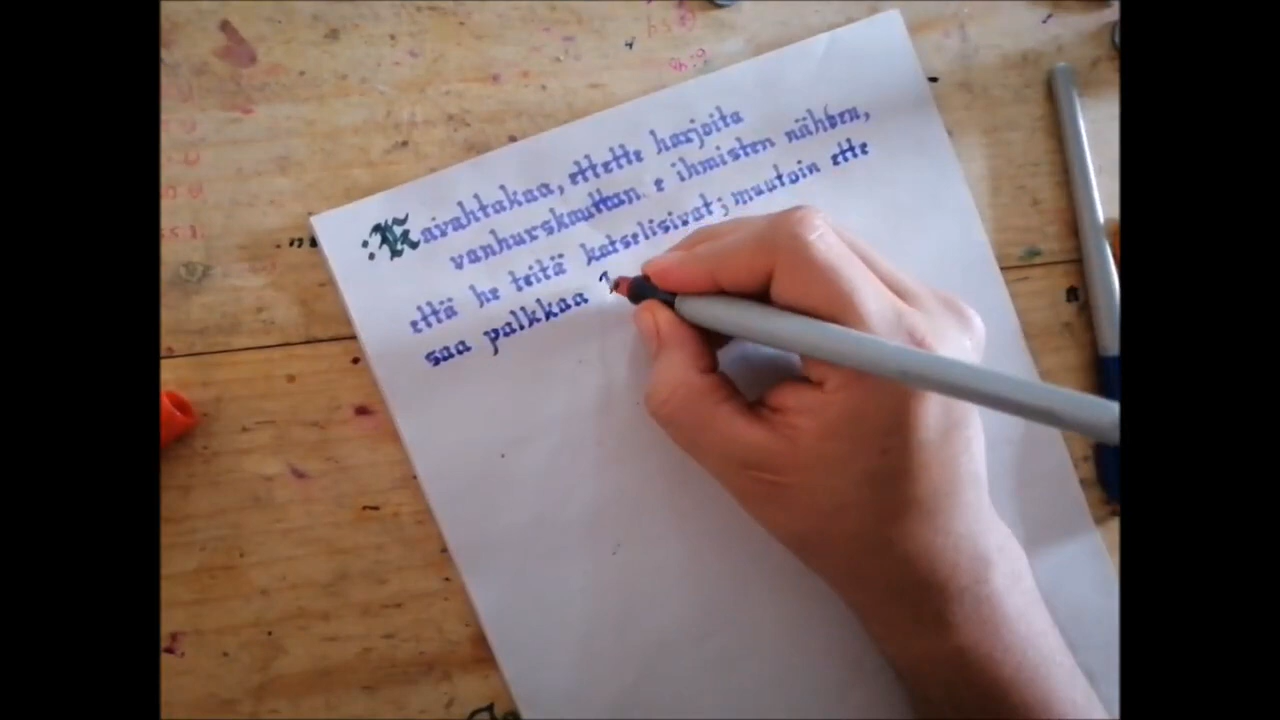 :Kavahtakaa, ettette harjoita
vanhurskauttan e ihmisten nähden,
että he teitä katselisivat; muutoin ette
saa palkkaa